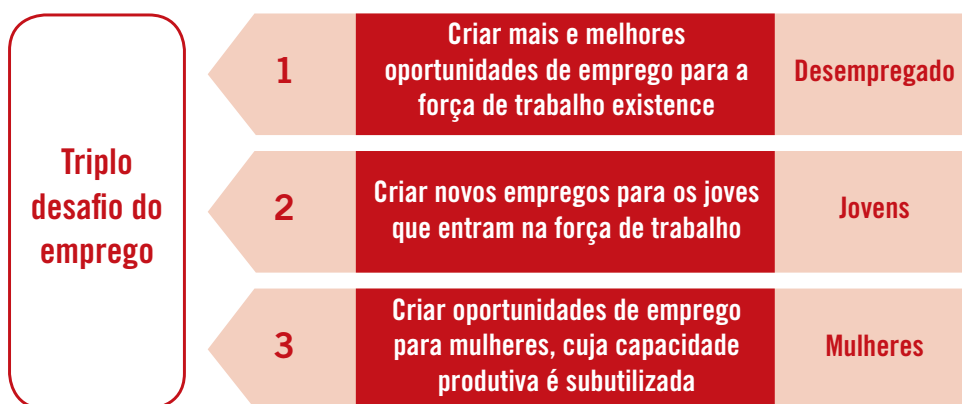 Triplo
desafio do
emprego
1
Criar mais e melhores
oportunidades de emprego para a
força de trabalho existence
Desempregado
2
Criar novos empregos para os joves
que entram na força de trabalho
Jovens
3
Criar oportunidades de emprego
para mulheres, cuja capacidade
produtiva é subutilizada
Mulheres